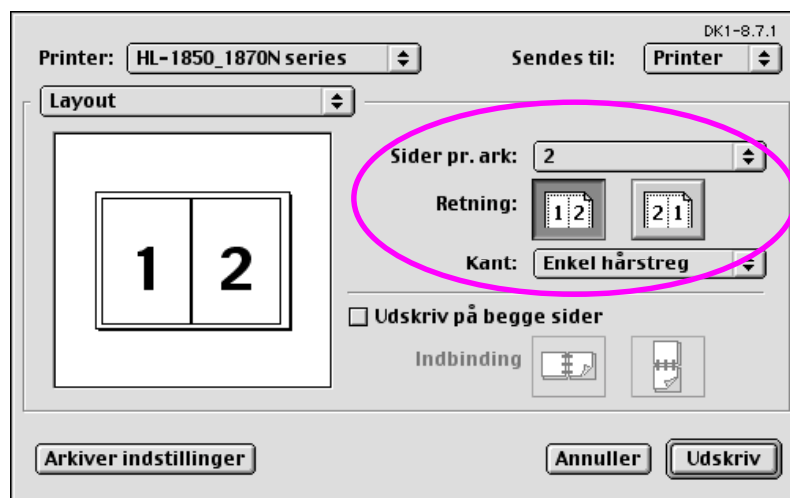 DK1-8.7.1
Printer: HL-1850_1870N series Sendes til: Printer
Layout
Sider pr. ark: 2
Retning: 1 2 2 1
1 2
Kant: Enkel hårstreg
Udskriv på begge sider
Indbinding
Arkiver indstillinger Annuller Udskriv